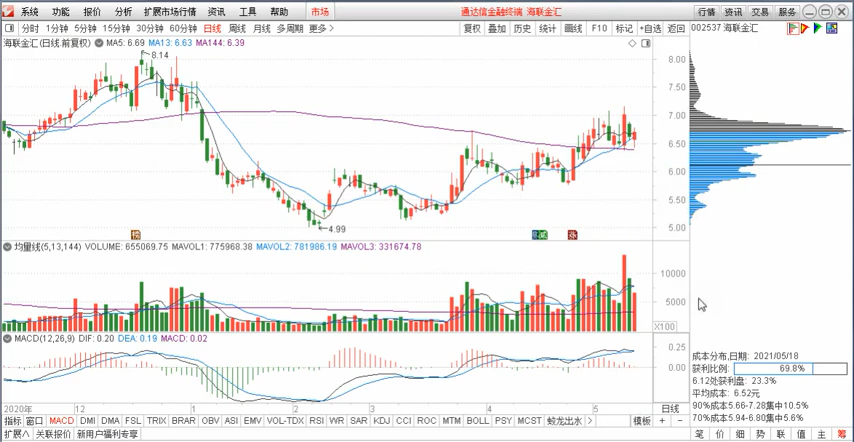 系统 功能 报价 分析 扩展市场行情 资讯 工具 帮助 市场 通达信金融终端 海联金汇 行情 资讯 交易 服务
分时 1分钟 5分钟 15分钟 30分钟 60分钟 日线 周线 月线 多周期 更多 > 复权 叠加 历史 统计 画线 F10 标记 +自选 返回 002537 海联金汇
海联金汇(日线 前复权) MA5: 6.69 MA13: 6.63 MA144: 6.39
8.14
8.00
7.50
7.00
6.50
6.00
5.50
5.00
4.99
减
涨
均量线(5,13,144) VOLUME: 655069.75 MAVOL1: 775968.38 MAVOL2: 781986.19 MAVOL3: 331674.78
10000
5000
X100
MACD(12,26,9) DIF: 0.20 DEA: 0.19 MACD: 0.02
0.25
0.00
成本分布,日期: 2021/05/18
获利比例: 69.8%
6.12处获利盘: 23.3%
平均成本: 6.52元
90%成本5.66-7.28集中10.5%
70%成本5.94-6.80集中5.6%
2020年 12 1 2 3 4 5 日线
指标 窗口 MACD DMI DMA FSL TRIX BRAR CR OBV ASI EMV VOL-TDX RSI WR SAR KDJ CCI ROC MTM BOLL PSY MCST 蛟龙出水 > 模板 + -
扩展∧ 关联报价 新用户福利专享 笔 价 细 势 联 值 主 筹